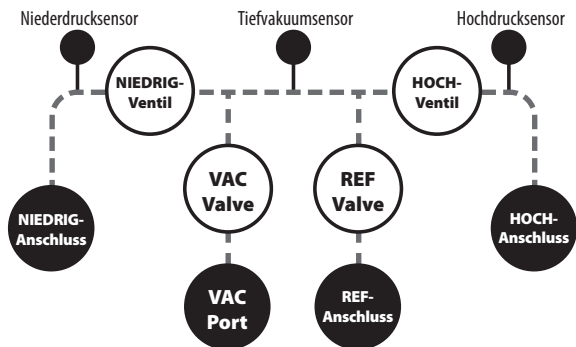 Niederdrucksensor
Tiefvakuumsensor
Hochdrucksensor
NIEDRIG-
Ventil
HOCH-
Ventil
VAC
Valve
REF
Valve
NIEDRIG-
Anschluss
HOCH-
Anschluss
VAC
Port
REF-
Anschluss